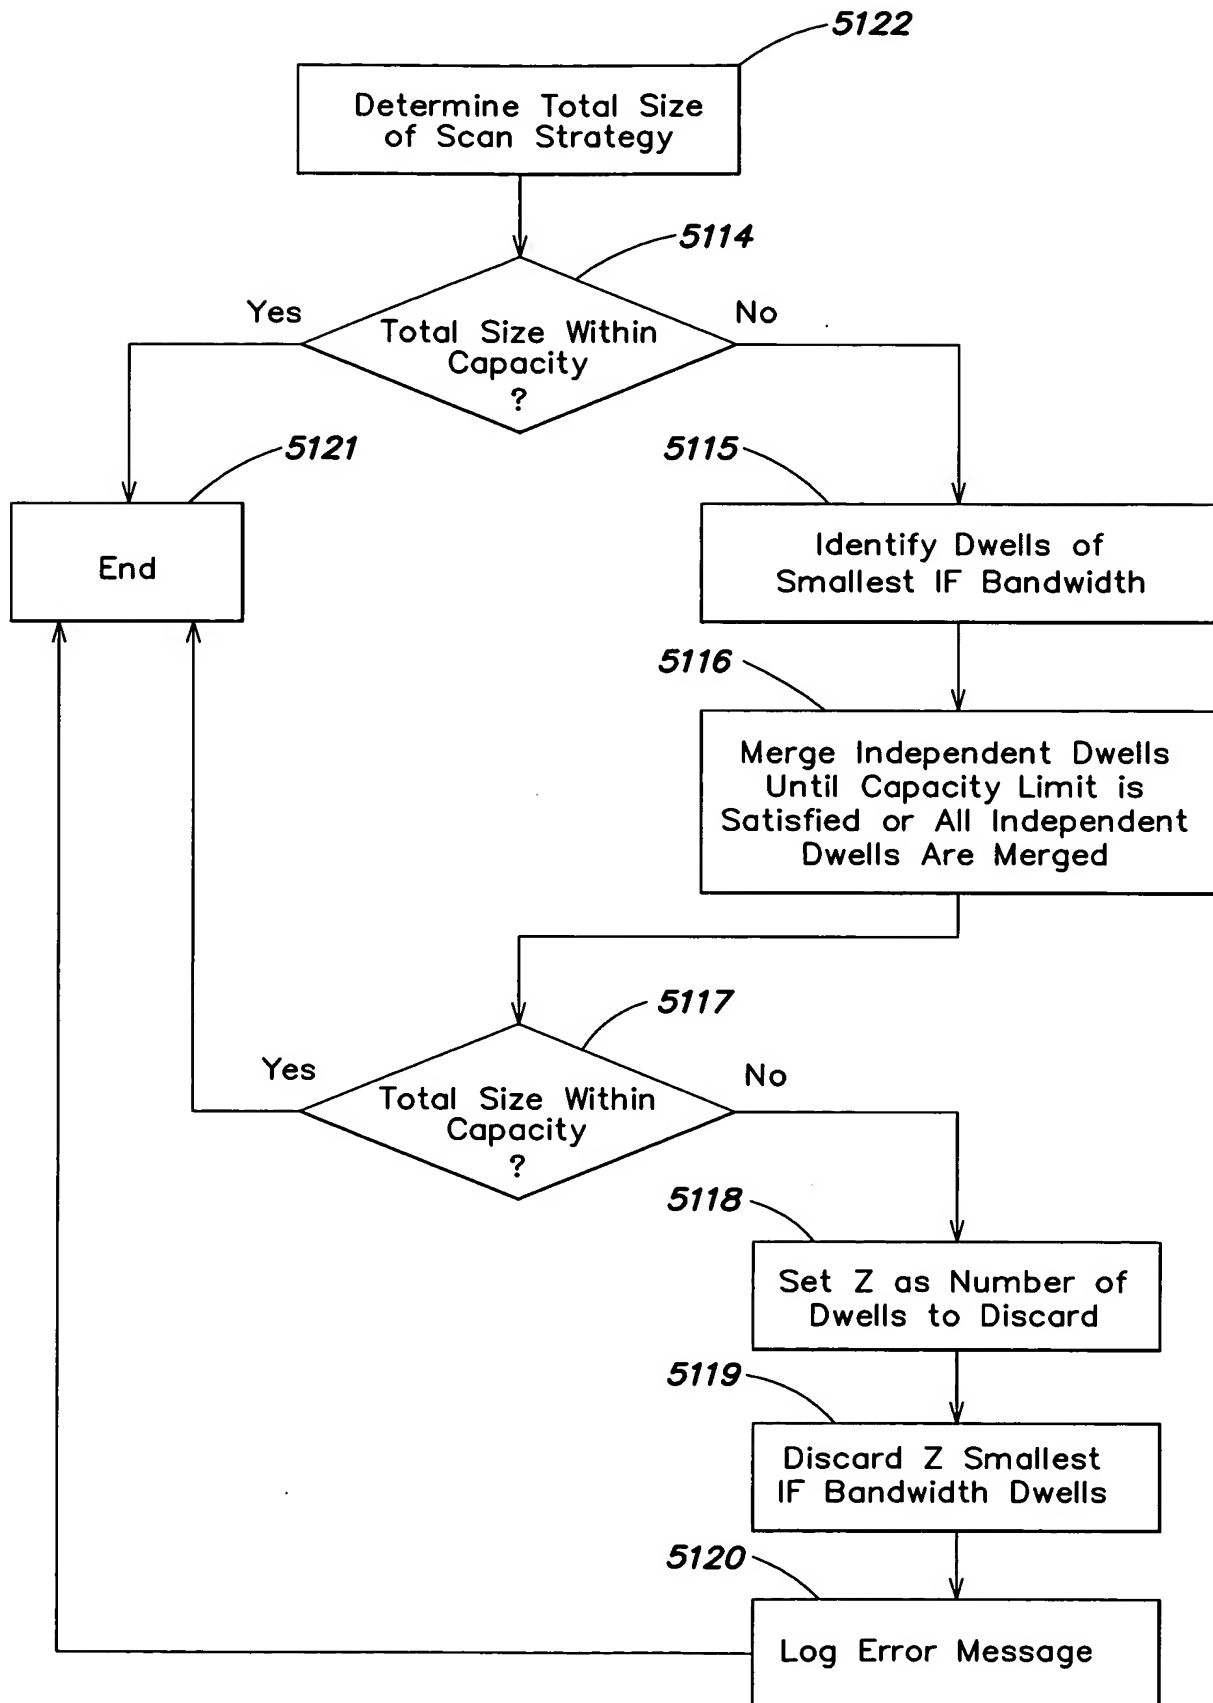 5122
Determine Total Size
of Scan Strategy
5114
Yes
No
Total Size Within
Capacity
?
5121
End
5115
Identify Dwells of
Smallest IF Bandwidth
5116
Merge Independent Dwells
Until Capacity Limit is
Satisfied or All Independent
Dwells Are Merged
5117
Yes
No
Total Size Within
Capacity
?
5118
Set Z as Number of
Dwells to Discard
5119
Discard Z Smallest
IF Bandwidth Dwells
5120
Log Error Message